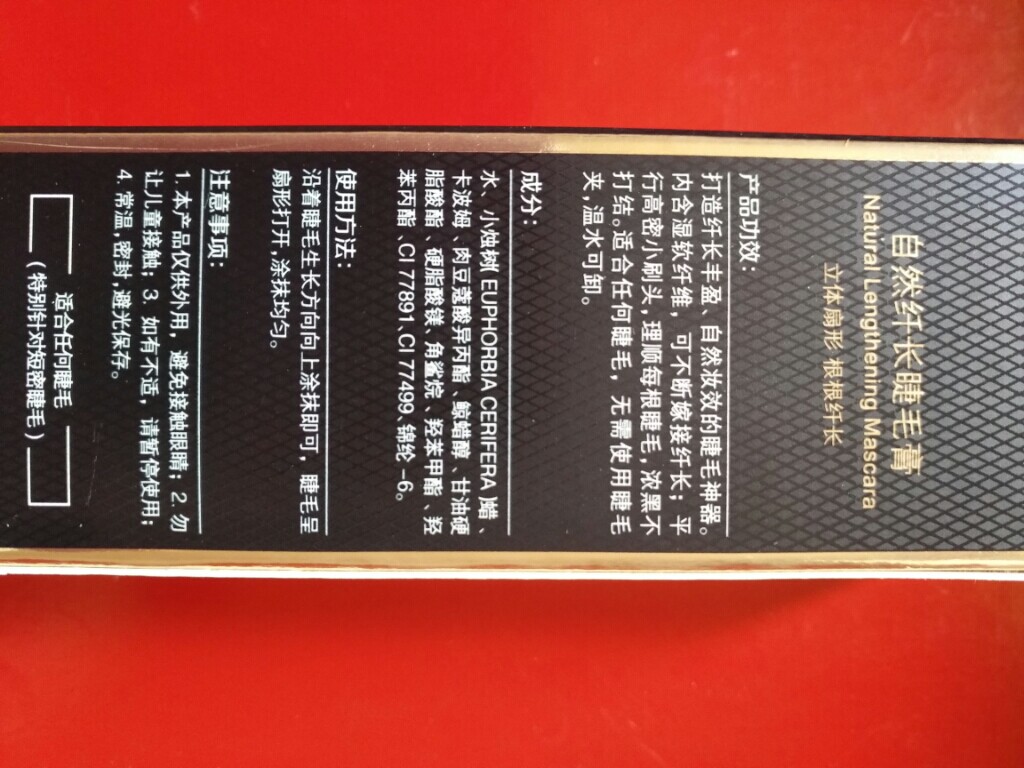 自然纤长睫毛膏
Natural Lengthening Mascara
立体扇形 根根纤长
产品功效：
打造纤长丰盈、自然妆效的睫毛神器。
内含湿软纤维，可不断嫁接纤长；平
行高密小刷头，理顺每根睫毛，浓黑不
打结。适合任何睫毛，无需使用睫毛
夹，温水可卸。
成分：
水、小烛树( EUPHORBIA CERIFERA )蜡、
卡波姆、肉豆蔻酸异丙酯、鲸蜡醇、甘油硬
脂酸酯、硬脂酸镁、角鲨烷、羟苯甲酯、羟
苯丙酯、CI 77891、CI 77499、锦纶-6。
使用方法：
沿着睫毛生长方向向上涂抹即可，睫毛呈
扇形打开，涂抹均匀。
注意事项：
1. 本产品仅供外用，避免接触眼睛；2. 勿
让儿童接触；3. 如有不适，请暂停使用；
4. 常温，密封，避光保存。
适合任何睫毛
( 特别针对短密睫毛 )